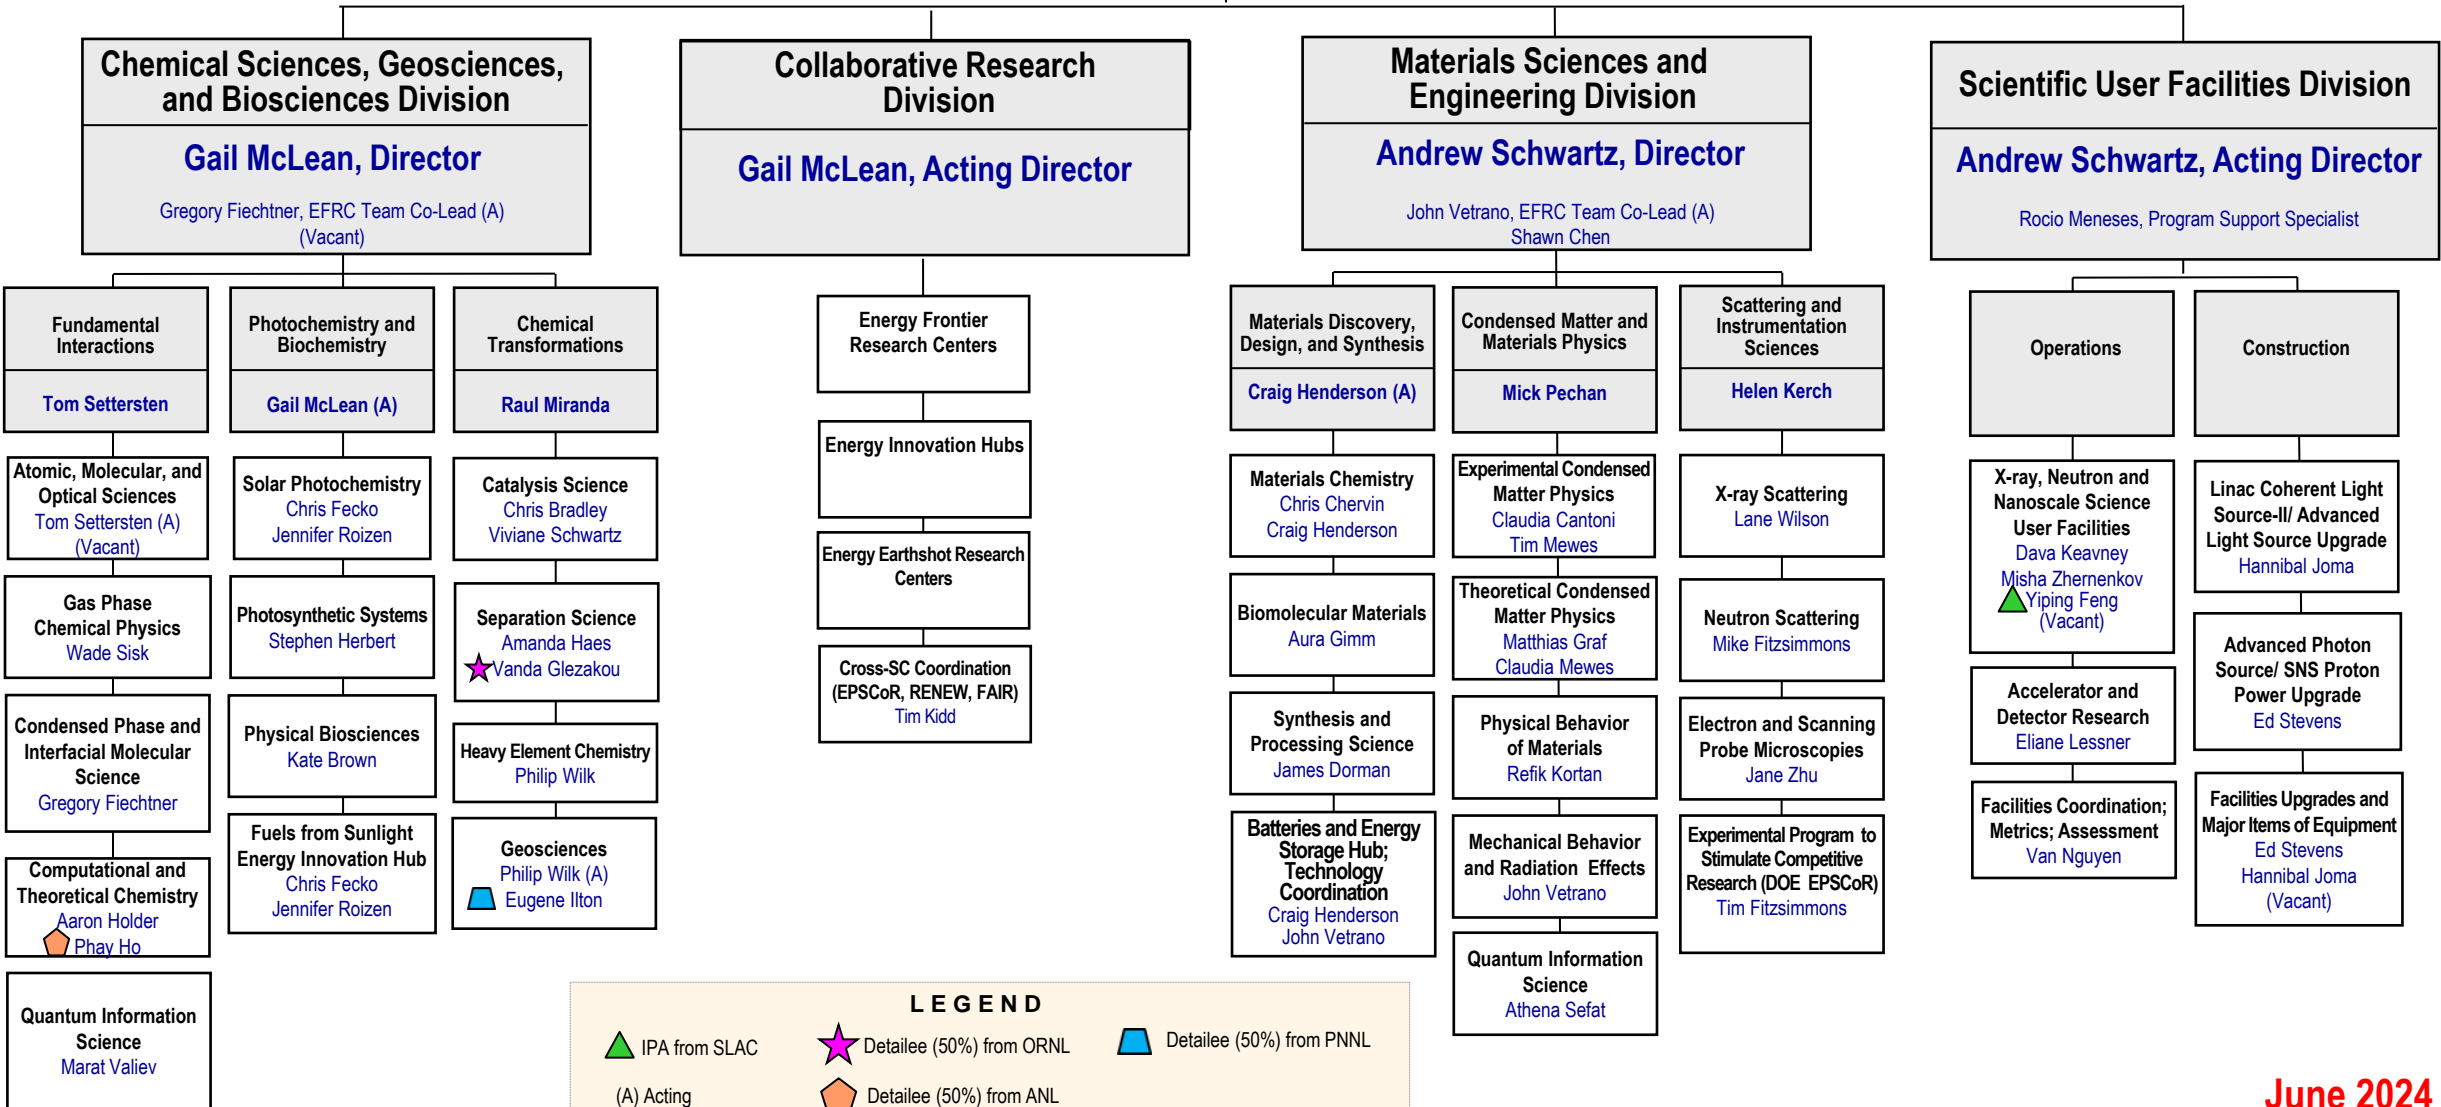 Chemical Sciences, Geosciences,
and Biosciences Division
Gail McLean, Director
Gregory Fiechtner, EFRC Team Co-Lead (A)
(Vacant)
Collaborative Research
Division
Gail McLean, Acting Director
Materials Sciences and
Engineering Division
Andrew Schwartz, Director
John Vetrano, EFRC Team Co-Lead (A)
Shawn Chen
Scientific User Facilities Division
Andrew Schwartz, Acting Director
Rocio Meneses, Program Support Specialist
Fundamental
Interactions
Tom Settersten
Atomic, Molecular, and
Optical Sciences
Tom Settersten (A)
(Vacant)
Gas Phase
Chemical Physics
Wade Sisk
Condensed Phase and
Interfacial Molecular
Science
Gregory Fiechtner
Computational and
Theoretical Chemistry
Aaron Holder
Phay Ho
Quantum Information
Science
Marat Valiev
Photochemistry and
Biochemistry
Gail McLean (A)
Solar Photochemistry
Chris Fecko
Jennifer Roizen
Photosynthetic Systems
Stephen Herbert
Physical Biosciences
Kate Brown
Fuels from Sunlight
Energy Innovation Hub
Chris Fecko
Jennifer Roizen
Chemical
Transformations
Raul Miranda
Catalysis Science
Chris Bradley
Viviane Schwartz
Separation Science
Amanda Haes
Vanda Glezakou
Heavy Element Chemistry
Philip Wilk
Geosciences
Philip Wilk (A)
Eugene Ilton
Energy Frontier
Research Centers
Energy Innovation Hubs
Energy Earthshot Research
Centers
Cross-SC Coordination
(EPSCoR, RENEW, FAIR)
Tim Kidd
Materials Discovery,
Design, and Synthesis
Craig Henderson (A)
Materials Chemistry
Chris Chervin
Craig Henderson
Biomolecular Materials
Aura Gimm
Synthesis and
Processing Science
James Dorman
Batteries and Energy
Storage Hub;
Technology
Coordination
Craig Henderson
John Vetrano
Condensed Matter and
Materials Physics
Mick Pechan
Experimental Condensed
Matter Physics
Claudia Cantoni
Tim Mewes
Theoretical Condensed
Matter Physics
Matthias Graf
Claudia Mewes
Physical Behavior
of Materials
Refik Kortan
Mechanical Behavior
and Radiation Effects
John Vetrano
Quantum Information
Science
Athena Sefat
Scattering and
Instrumentation
Sciences
Helen Kerch
X-ray Scattering
Lane Wilson
Neutron Scattering
Mike Fitzsimmons
Electron and Scanning
Probe Microscopies
Jane Zhu
Experimental Program to
Stimulate Competitive
Research (DOE EPSCoR)
Tim Fitzsimmons
Operations
X-ray, Neutron and
Nanoscale Science
User Facilities
Dava Keavney
Misha Zhernenkov
Yiping Feng
(Vacant)
Accelerator and
Detector Research
Eliane Lessner
Facilities Coordination;
Metrics; Assessment
Van Nguyen
Construction
Linac Coherent Light
Source-II/ Advanced
Light Source Upgrade
Hannibal Joma
Advanced Photon
Source/ SNS Proton
Power Upgrade
Ed Stevens
Facilities Upgrades and
Major Items of Equipment
Ed Stevens
Hannibal Joma
(Vacant)
LEGEND
IPA from SLAC
Detailee (50%) from ORNL
Detailee (50%) from PNNL
(A) Acting
Detailee (50%) from ANL
June 2024